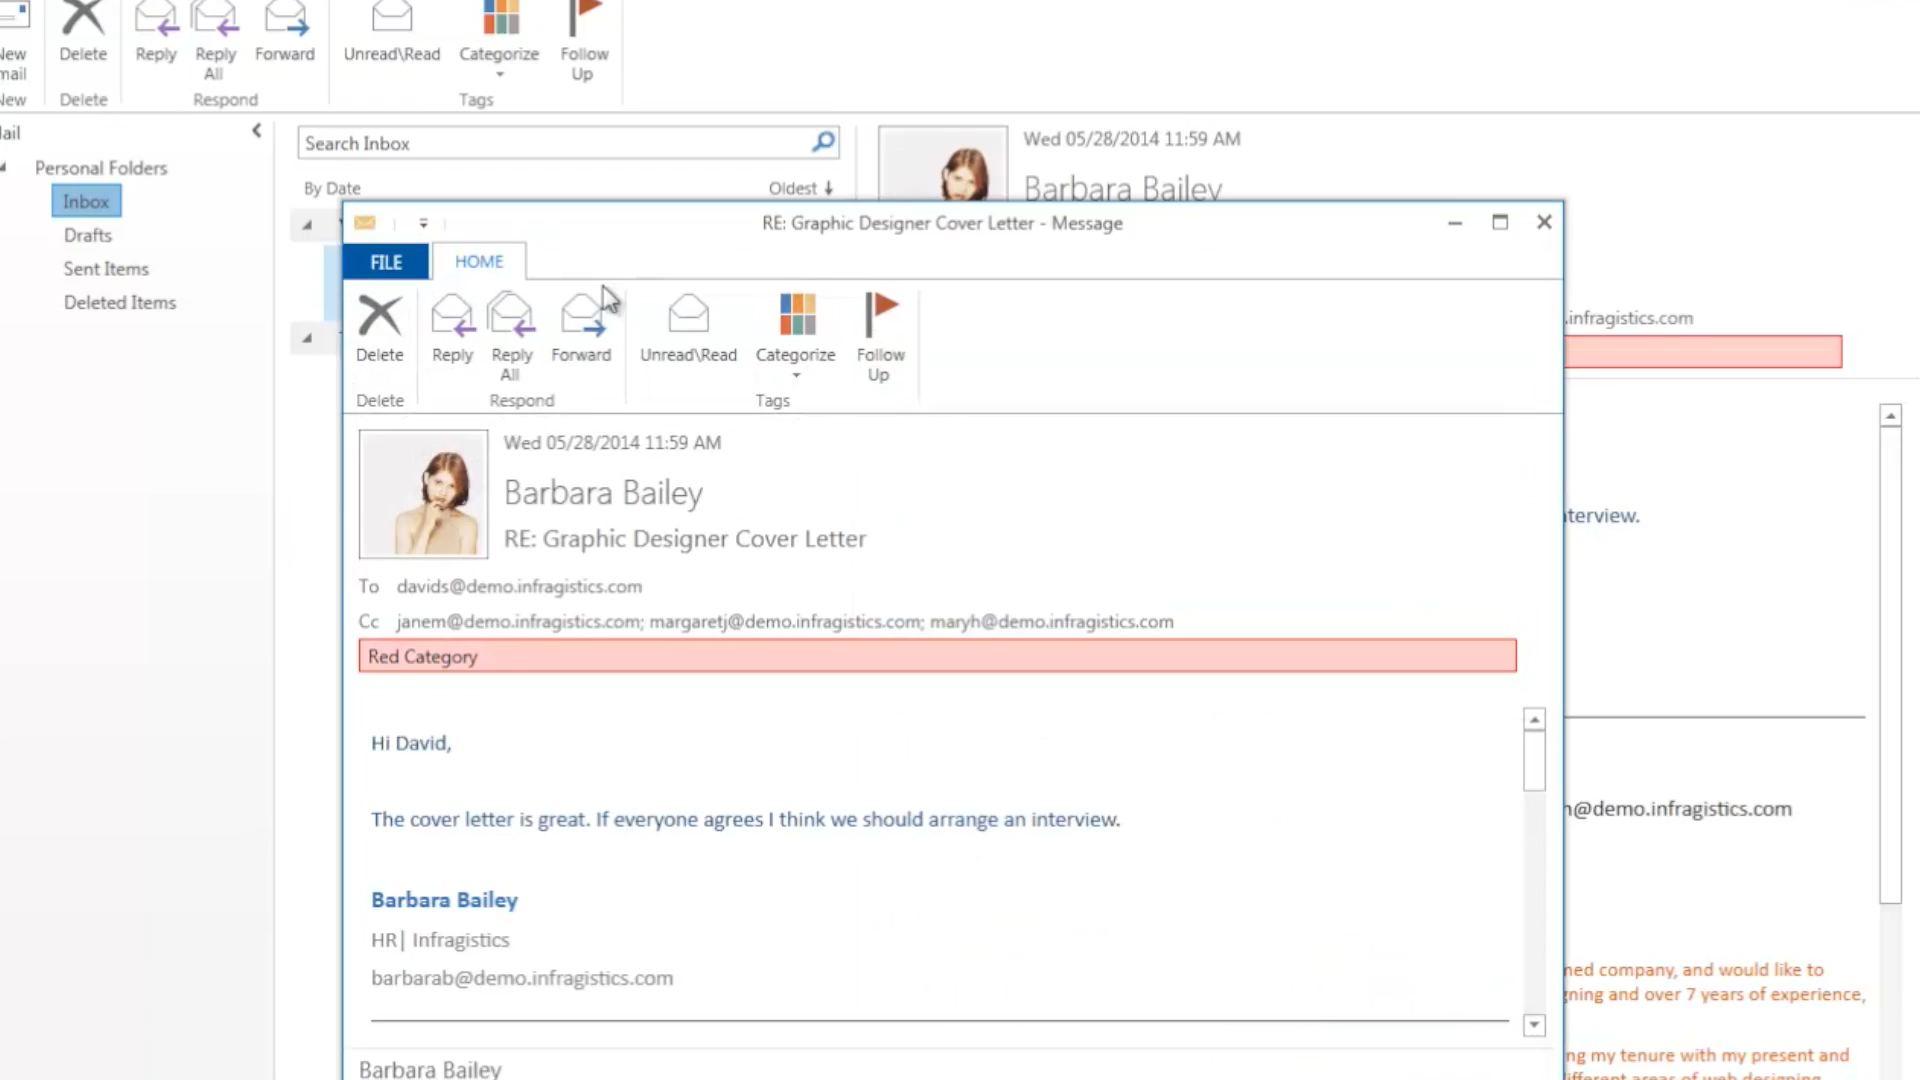 New
mail
New
Delete
Delete
Reply
Reply
All
Forward
Respond
Unread\Read
Categorize
Follow
Up
Tags
Personal Folders
Inbox
Drafts
Sent Items
Deleted Items
Search Inbox
By Date
Oldest
Wed 05/28/2014 11:59 AM
Barbara Bailey
RE: Graphic Designer Cover Letter - Message
FILE
HOME
Delete
Delete
Reply
Reply
All
Forward
Respond
Unread\Read
Categorize
Follow
Up
Tags
Wed 05/28/2014 11:59 AM
Barbara Bailey
RE: Graphic Designer Cover Letter
To davids@demo.infragistics.com
Cc janem@demo.infragistics.com; margaretj@demo.infragistics.com; maryh@demo.infragistics.com
Red Category
Hi David,
The cover letter is great. If everyone agrees I think we should arrange an interview.
Barbara Bailey
HR| Infragistics
barbarab@demo.infragistics.com
Barbara Bailey
.infragistics.com
terview.
@demo.infragistics.com
ned company, and would like to
gning and over 7 years of experience,
ng my tenure with my present and
different areas of web designing